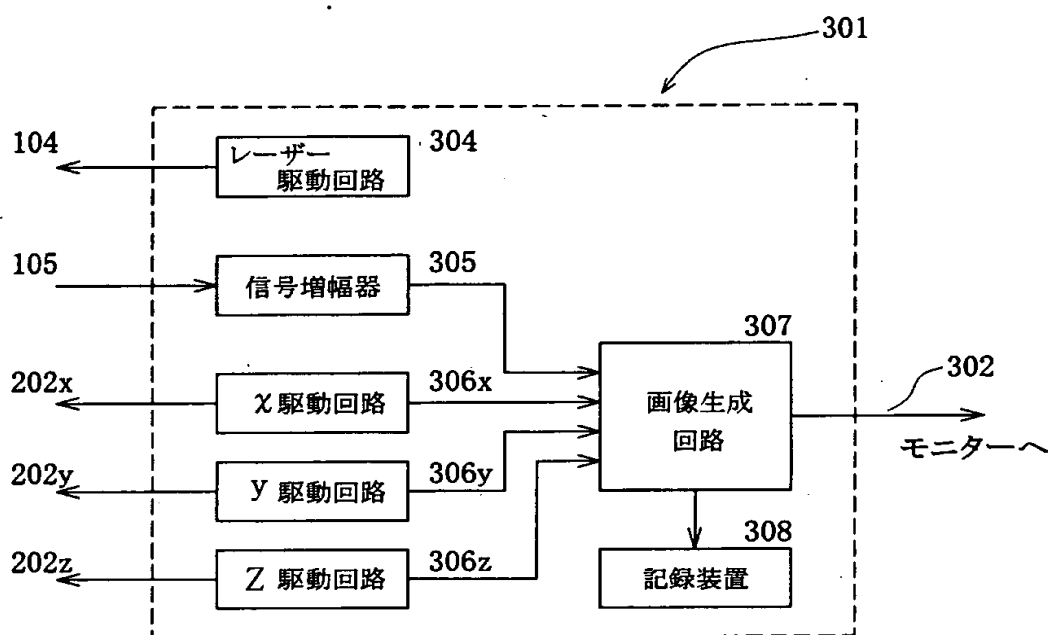 301
104
レーザー
駆動回路
304
105
信号増幅器
305
307
画像生成
回路
302
モニターへ
202x
χ駆動回路
306x
202y
y 駆動回路
306y
202z
Z 駆動回路
306z
308
記録装置